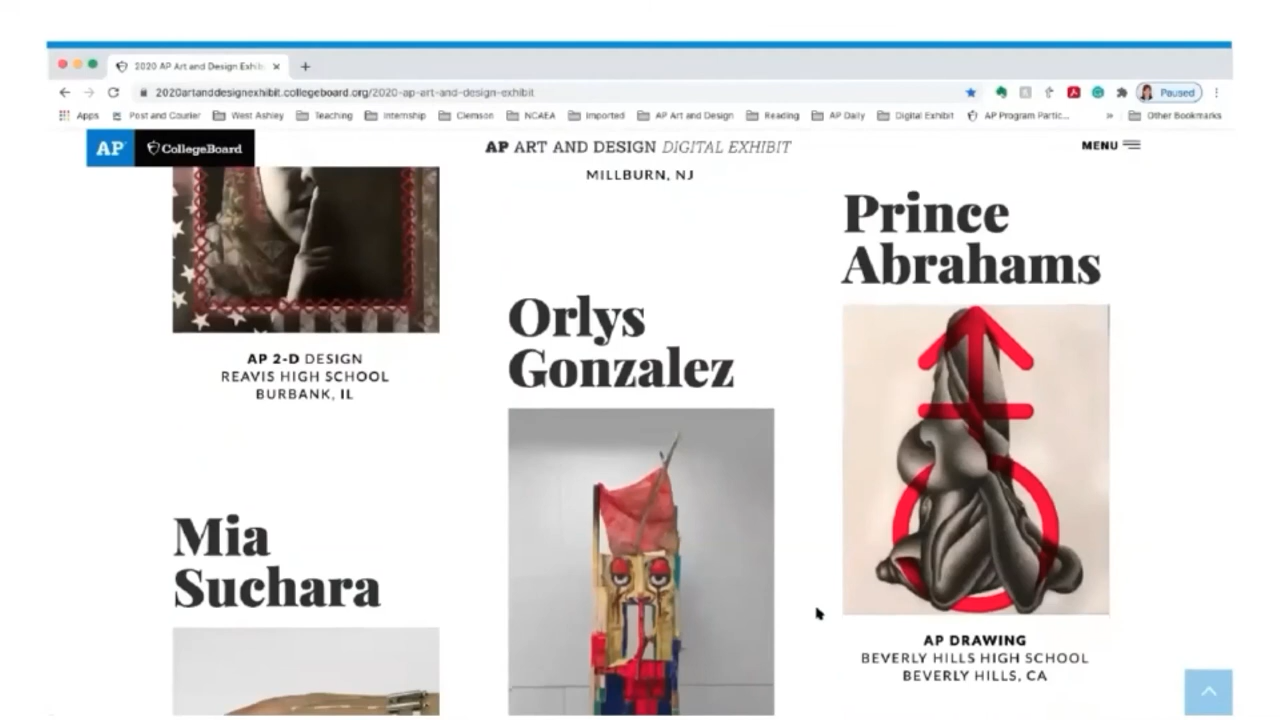 2020 AP Art and Design Exhib
2020artanddesignexhibit.collegeboard.org/2020-ap-art-and-design-exhibit
Paused
Apps Post and Courier West Ashley Teaching Internship Clemson NCAEA Imported AP Art and Design Reading AP Daily Digital Exhibit AP Program Partic... » Other Bookmarks
AP CollegeBoard
AP ART AND DESIGN DIGITAL EXHIBIT
MENU
MILLBURN, NJ
Prince
Abrahams
AP DRAWING
BEVERLY HILLS HIGH SCHOOL
BEVERLY HILLS, CA
Orlys
Gonzalez
AP 2-D DESIGN
REAVIS HIGH SCHOOL
BURBANK, IL
Mia
Suchara